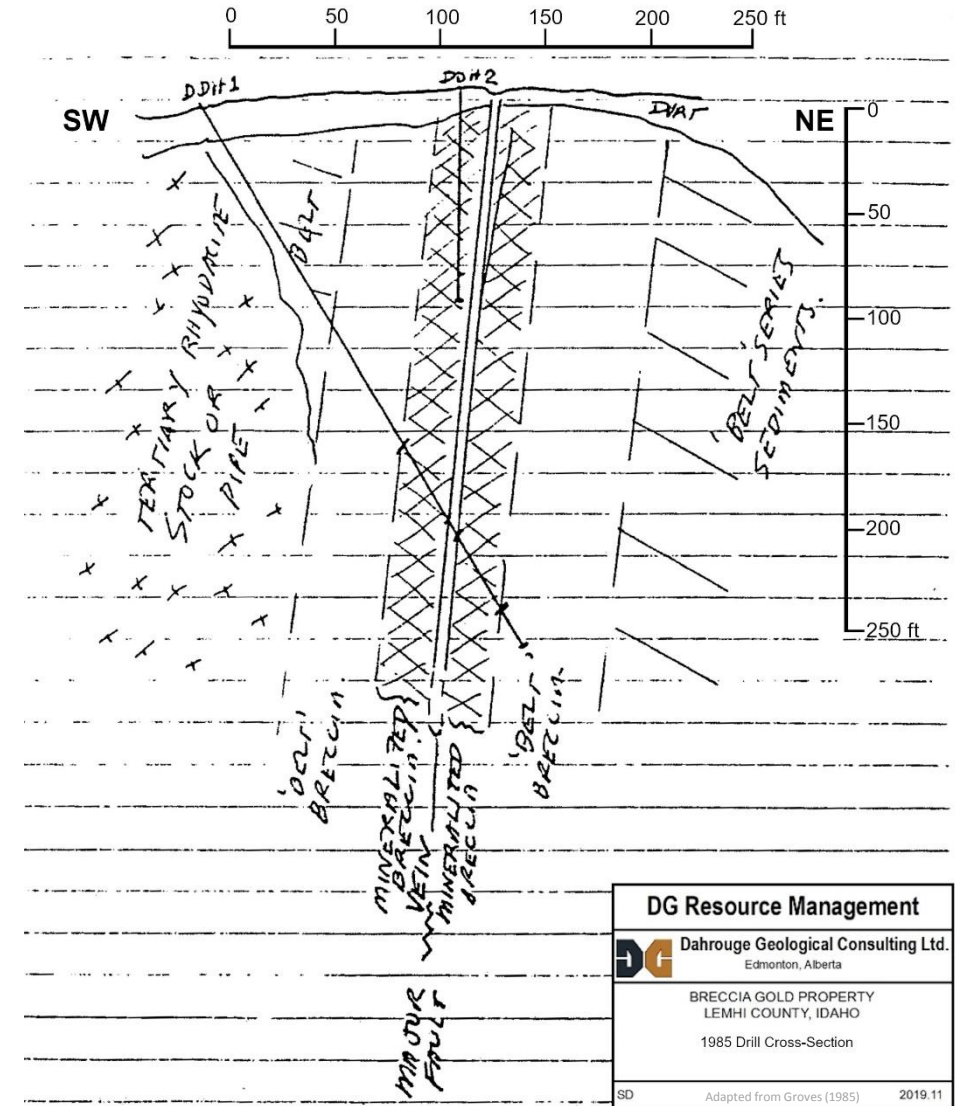 0 50 100 150 200 250 ft
DDH1
DDH2
SW
DVRT
NE
0
50
100
150
200
250 ft
BELT
TERTIARY RHYODACITE
STOCK OR
PIPE
'BELT' SERIES
SEDIMENTS.
'BELT'
BRECCIA
MINERALIZED
BRECCIA
VEIN
MINERALIZED
BRECCIA
'BELT'
BRECCIA
MAJOR
FAULT
DG Resource Management
Dahrouge Geological Consulting Ltd.
Edmonton, Alberta
BRECCIA GOLD PROPERTY
LEMHI COUNTY, IDAHO
1985 Drill Cross-Section
SD Adapted from Groves (1985) 2019.11